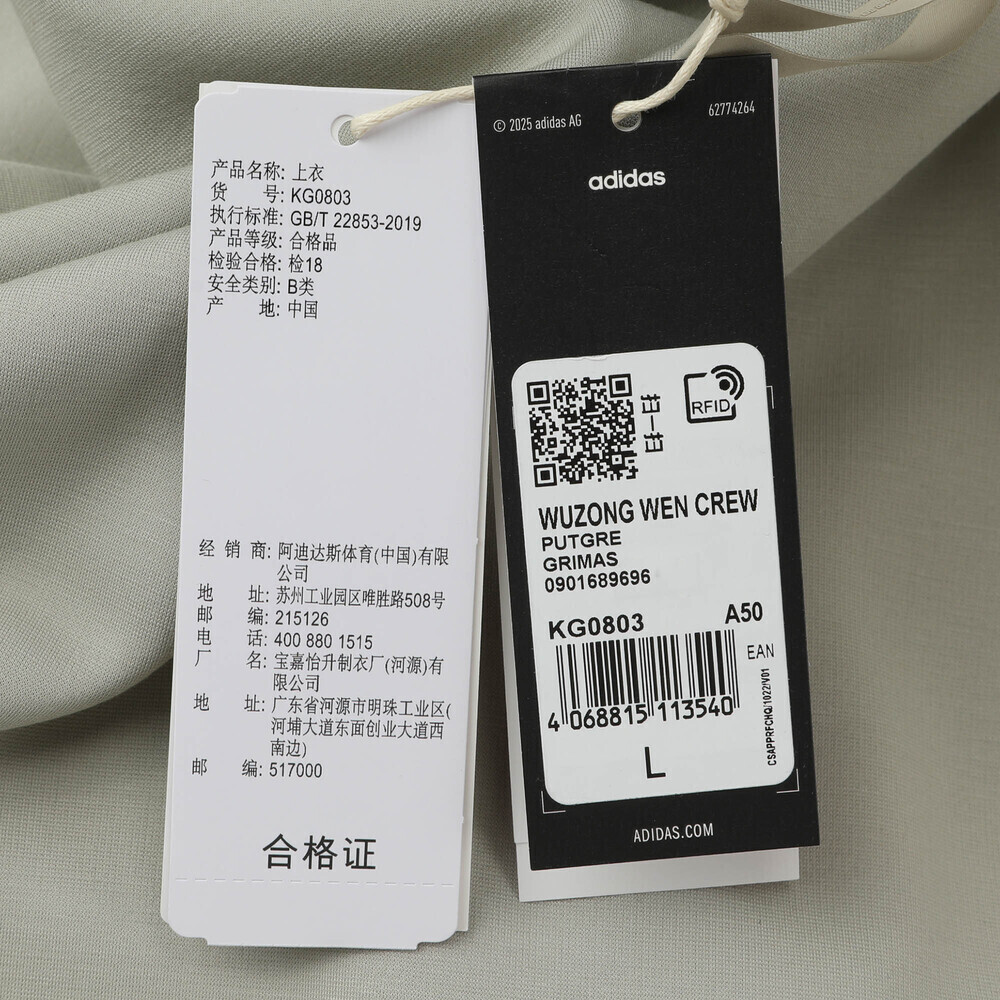 产品名称: 上衣
货 号: KG0803
执行标准: GB/T 22853-2019
产品等级: 合格品
检验合格: 检18
安全类别: B类
产 地: 中国
经 销 商: 阿迪达斯体育(中国)有限
公司
地 址: 苏州工业园区唯胜路508号
邮 编: 215126
电 话: 400 880 1515
厂 名: 宝嘉怡升制衣厂(河源)有
限公司
地 址: 广东省河源市明珠工业区(
河埔大道东面创业大道西
南边)
邮 编: 517000
合格证
© 2025 adidas AG
62774264
adidas
RFID
WUZONG WEN CREW
PUTGRE
GRIMAS
0901689696
KG0803 A50
EAN
4 068815 113540
CSAPPRFCHQ/1022/V01
L
ADIDAS.COM